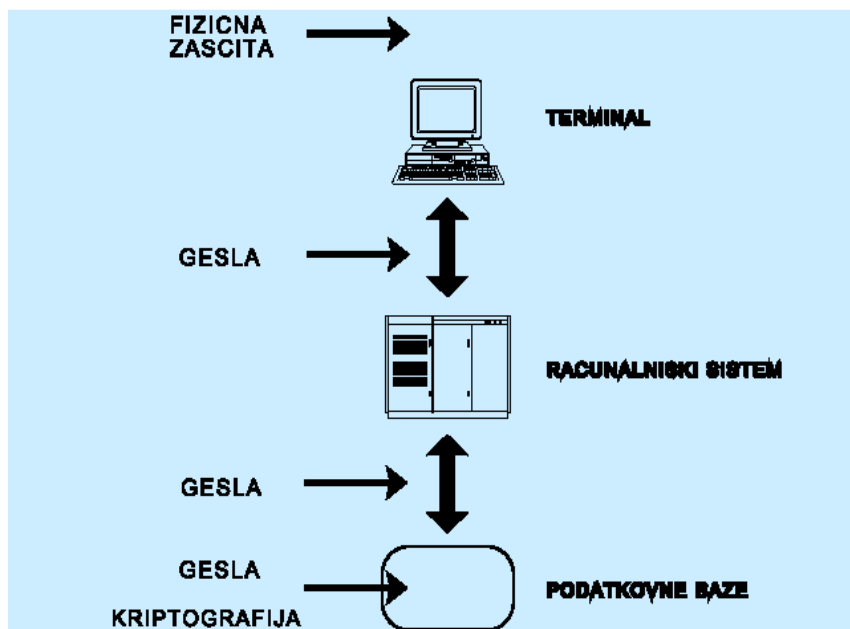 FIZICNA
ZASCITA
TERMINAL
GESLA
RACUNALNISKI SISTEM
GESLA
GESLA
PODATKOVNE BAZE
KRIPTOGRAFIJA